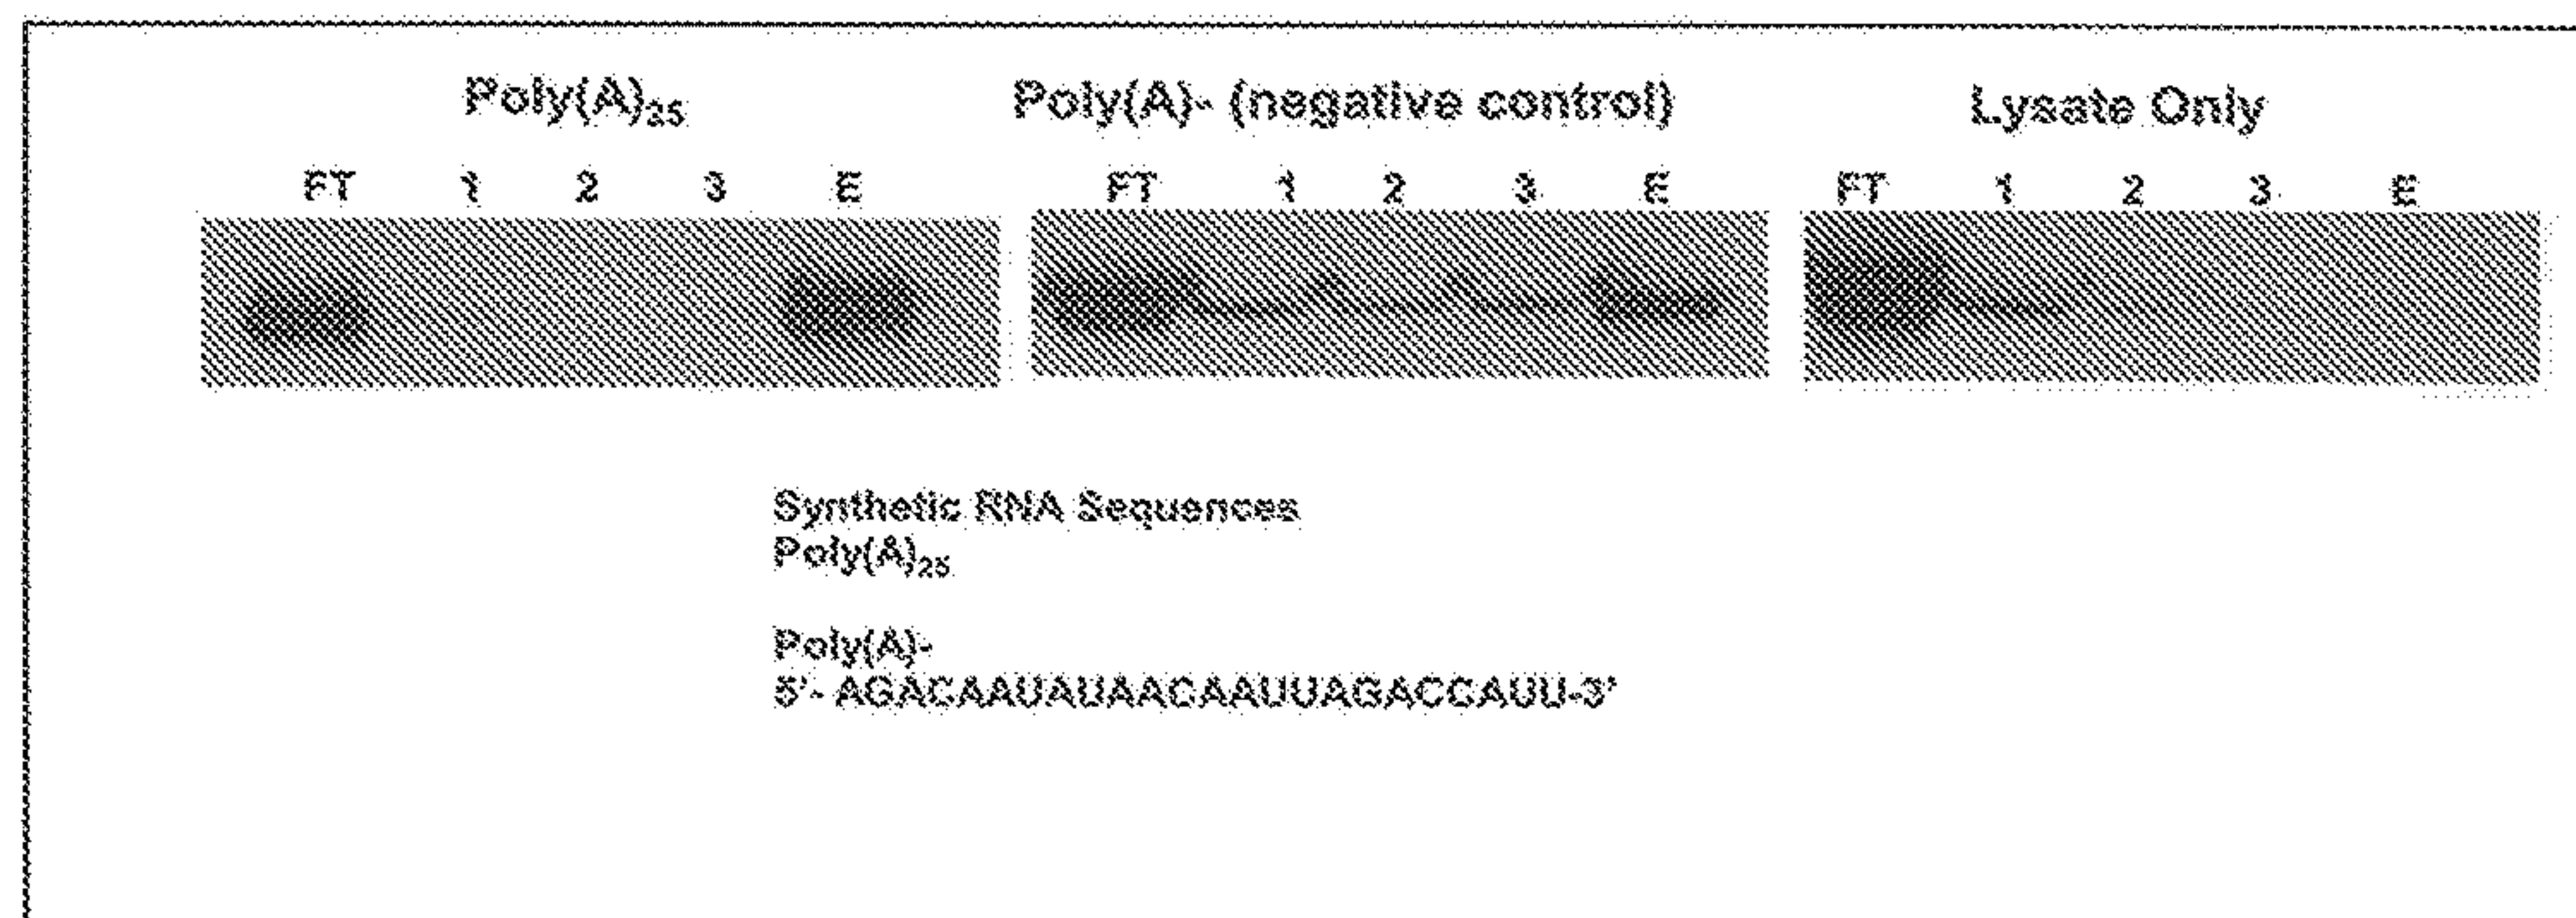 Poly(A)₂₅ Poly(A)- (negative control) Lysate Only
FT 1 2 3 E FT 1 2 3 E FT 1 2 3 E
Synthetic RNA Sequences
Poly(A)₂₅
Poly(A)-
5'- AGACAAUAUAACAAUUAGACCAUU-3'